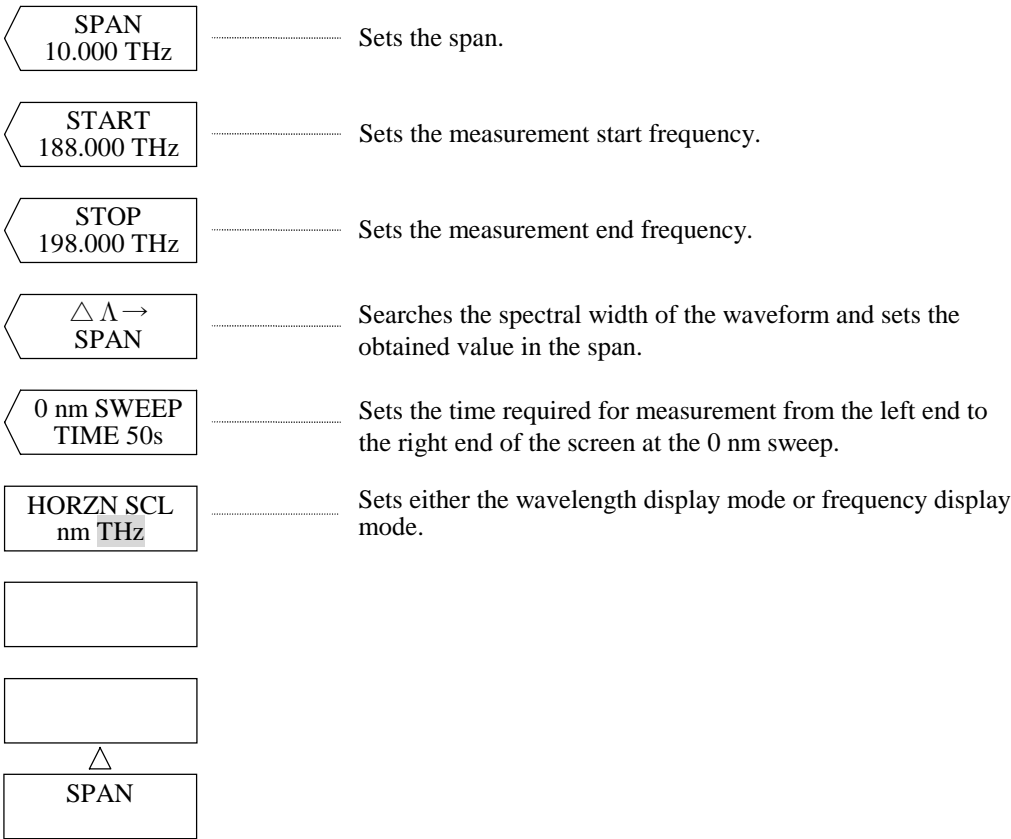 SPAN
10.000 THz
Sets the span.
START
188.000 THz
Sets the measurement start frequency.
STOP
198.000 THz
Sets the measurement end frequency.
△ Λ →
SPAN
Searches the spectral width of the waveform and sets the
obtained value in the span.
0 nm SWEEP
TIME 50s
Sets the time required for measurement from the left end to
the right end of the screen at the 0 nm sweep.
HORZN SCL
nm THz
Sets either the wavelength display mode or frequency display
mode.
△
SPAN